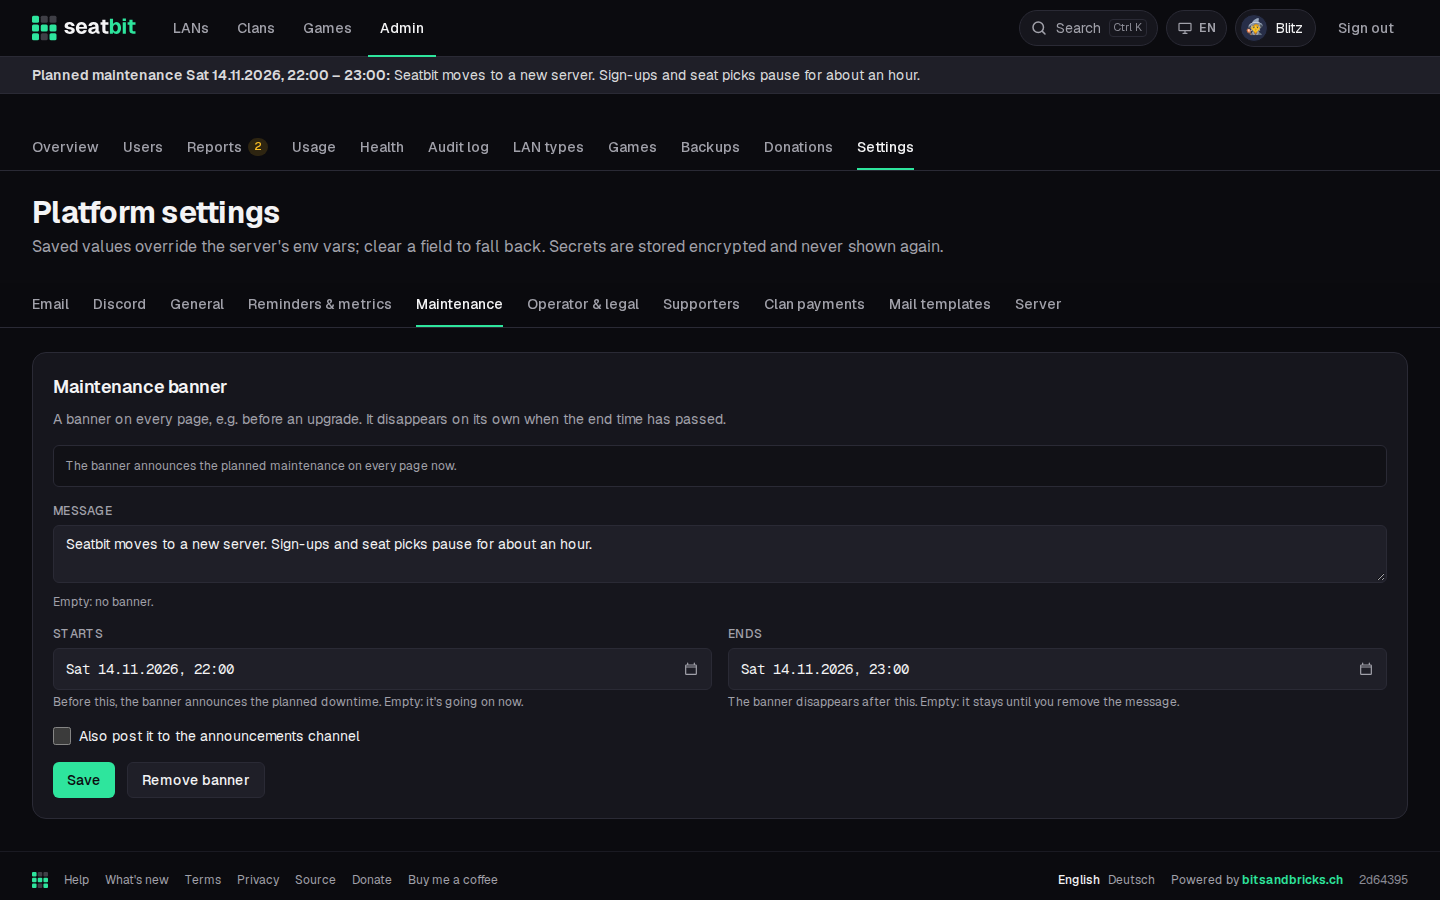 seatbit LANs Clans Games Admin Search Ctrl K EN Blitz Sign out
Planned maintenance Sat 14.11.2026, 22:00 – 23:00: Seatbit moves to a new server. Sign-ups and seat picks pause for about an hour.
Overview Users Reports 2 Usage Health Audit log LAN types Games Backups Donations Settings
Platform settings
Saved values override the server's env vars; clear a field to fall back. Secrets are stored encrypted and never shown again.
Email Discord General Reminders & metrics Maintenance Operator & legal Supporters Clan payments Mail templates Server
Maintenance banner
A banner on every page, e.g. before an upgrade. It disappears on its own when the end time has passed.
The banner announces the planned maintenance on every page now.
MESSAGE
Seatbit moves to a new server. Sign-ups and seat picks pause for about an hour.
Empty: no banner.
STARTS ENDS
Sat 14.11.2026, 22:00 Sat 14.11.2026, 23:00
Before this, the banner announces the planned downtime. Empty: it's going on now. The banner disappears after this. Empty: it stays until you remove the message.
Also post it to the announcements channel
Save Remove banner
Help What's new Terms Privacy Source Donate Buy me a coffee English Deutsch Powered by bitsandbricks.ch 2d64395